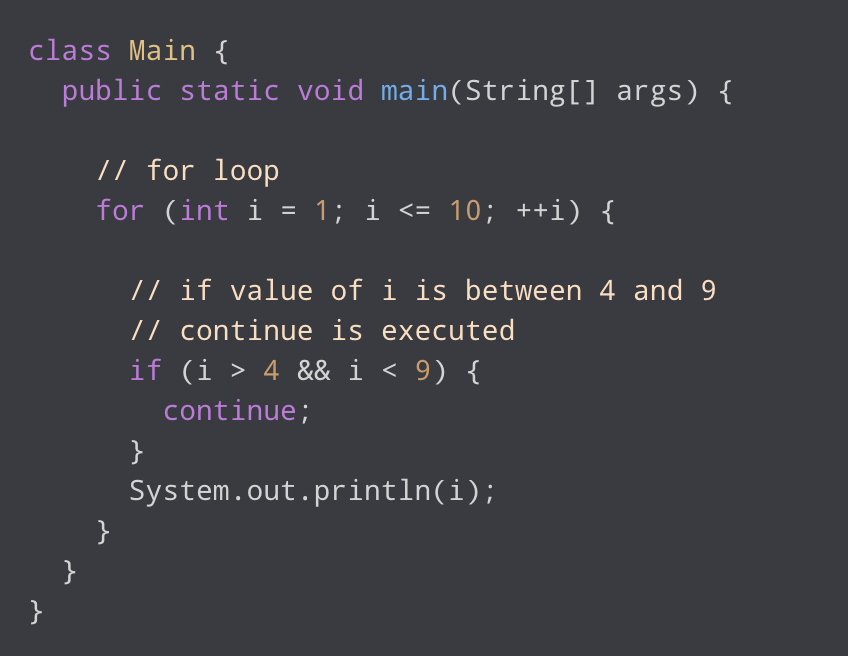 class Main {
  public static void main(String[] args) {
    // for loop
    for (int i = 1; i <= 10; ++i) {
      // if value of i is between 4 and 9
      // continue is executed
      if (i > 4 && i < 9) {
        continue;
      }
      System.out.println(i);
    }
  }
}